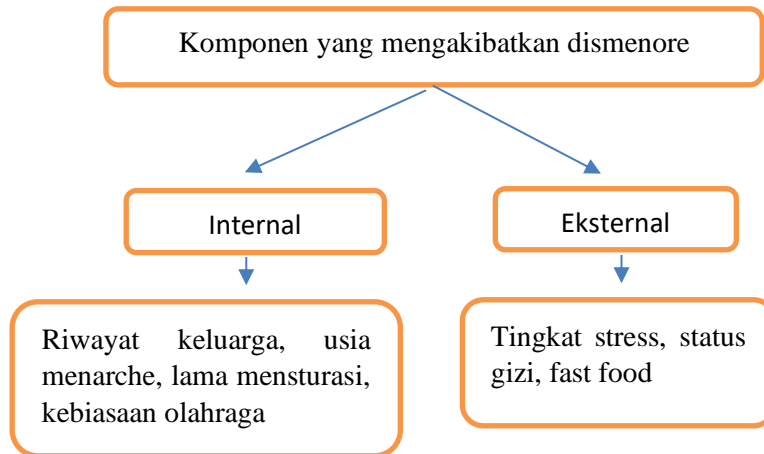 Komponen yang mengakibatkan dismenore
Internal
Eksternal
Riwayat keluarga, usia
menarche, lama mensturasi,
kebiasaan olahraga
Tingkat stress, status
gizi, fast food